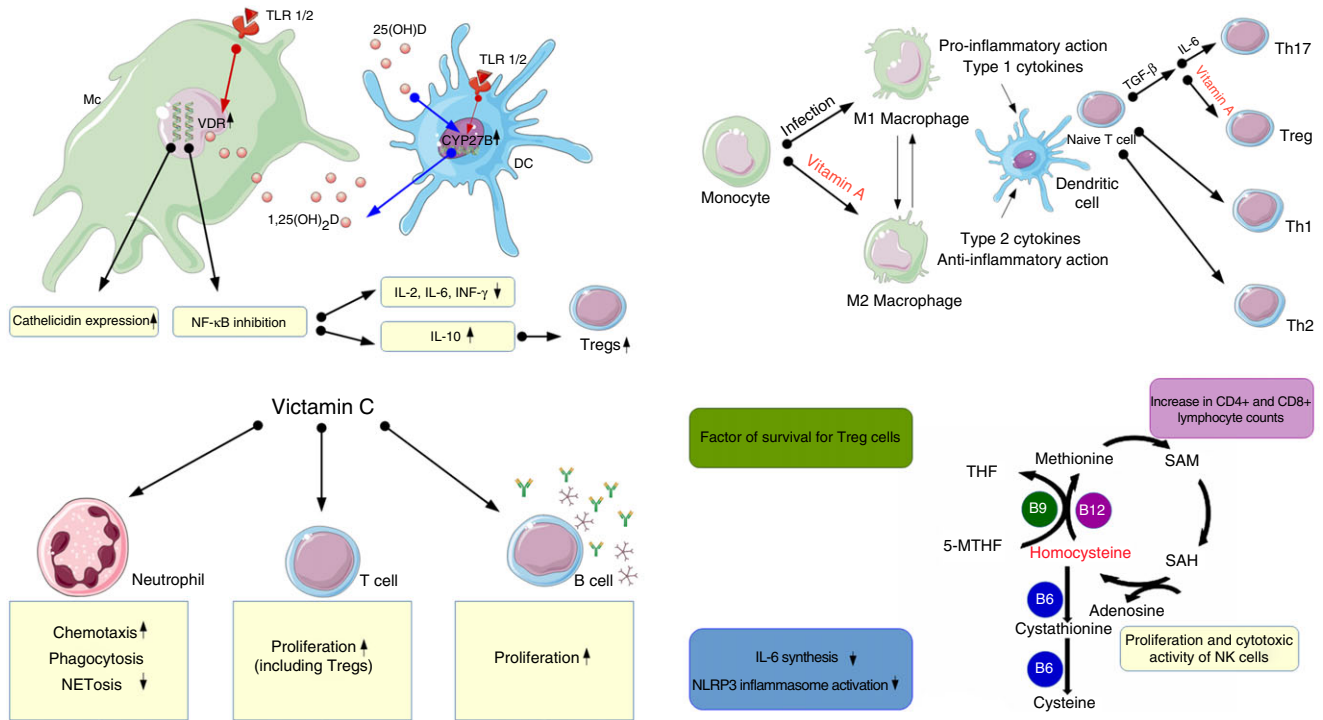 TLR 1/2
Mc
VDR
25(OH)D
TLR 1/2
CYP27B
DC
1,25(OH)2D
Cathelicidin expression
NF-κB inhibition
IL-2, IL-6, INF-γ
IL-10
Tregs
Monocyte
Infection
Vitamin A
M1 Macrophage
M2 Macrophage
Pro-inflammatory action
Type 1 cytokines
Dendritic
cell
Type 2 cytokines
Anti-inflammatory action
Naive T cell
TGF-β
IL-6
Vitamin A
Th17
Treg
Th1
Th2
Victamin C
Neutrophil
T cell
B cell
Chemotaxis
Phagocytosis
NETosis
Proliferation
(including Tregs)
Proliferation
Factor of survival for Treg cells
Increase in CD4+ and CD8+
lymphocyte counts
THF
Methionine
SAM
B9
B12
5-MTHF
Homocysteine
SAH
B6
Adenosine
Cystathionine
B6
Cysteine
Proliferation and cytotoxic
activity of NK cells
IL-6 synthesis
NLRP3 inflammasome activation